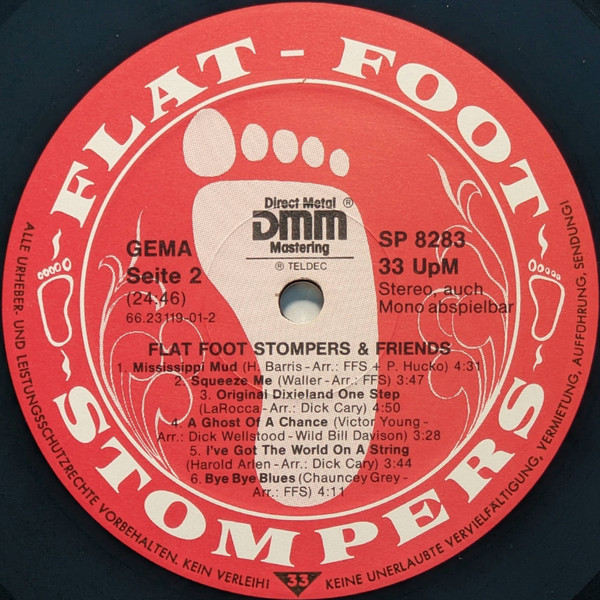 FLAT-FOOT
STOMPERS
Direct Metal ®
DMM
Mastering
® TELDEC
GEMA
Seite 2
(24,46)
66.23119-01-2
SP 8283
33 UpM
Stereo, auch
Mono abspielbar
FLAT FOOT STOMPERS & FRIENDS
1. Mississippi Mud (H. Barris - Arr.: FFS + P. Hucko) 4:31
2. Squeeze Me (Waller - Arr.: FFS) 3:47
3. Original Dixieland One Step
(LaRocca - Arr.: Dick Cary) 4:50
4. A Ghost Of A Chance (Victor Young -
Arr.: Dick Wellstood - Wild Bill Davison) 3:28
5. I've Got The World On A String
(Harold Arlen - Arr.: Dick Cary) 3:44
6. Bye Bye Blues (Chauncey Grey -
Arr.: FFS) 4:11
ALLE URHEBER. UND LEISTUNGSSCHUTZRECHTE VORBEHALTEN. KEIN VERLEIH!
33
KEINE UNERLAUBTE VERVIELFÄLTIGUNG, VERMIETUNG, AUFFÜHRUNG, SENDUNG!